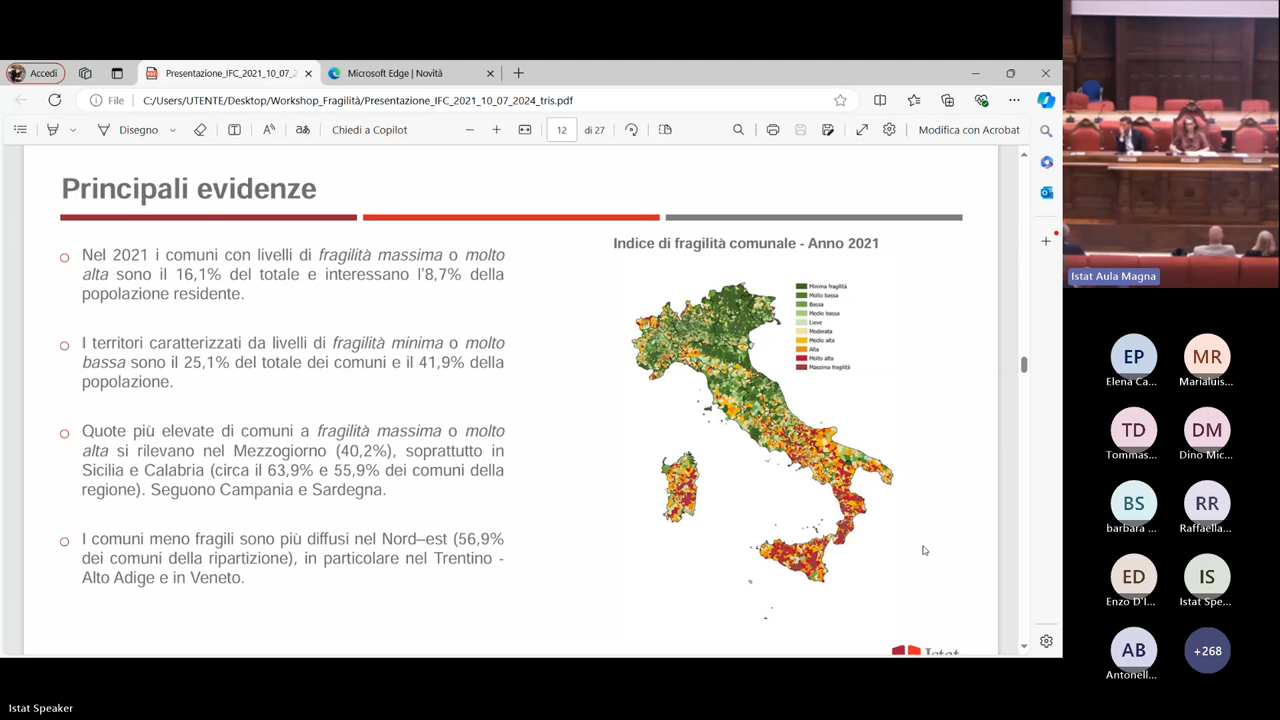 Accedi
Presentazione_IFC_2021_10_07_2
Microsoft Edge | Novità
File
C:/Users/UTENTE/Desktop/Workshop_Fragilità/Presentazione_IFC_2021_10_07_2024_tris.pdf
Disegno
Chiedi a Copilot
12
di 27
Modifica con Acrobat
Principali evidenze
Nel 2021 i comuni con livelli di fragilità massima o molto
alta sono il 16,1% del totale e interessano l'8,7% della
popolazione residente.
I territori caratterizzati da livelli di fragilità minima o molto
bassa sono il 25,1% del totale dei comuni e il 41,9% della
popolazione.
Quote più elevate di comuni a fragilità massima o molto
alta si rilevano nel Mezzogiorno (40,2%), soprattutto in
Sicilia e Calabria (circa il 63,9% e 55,9% dei comuni della
regione). Seguono Campania e Sardegna.
I comuni meno fragili sono più diffusi nel Nord–est (56,9%
dei comuni della ripartizione), in particolare nel Trentino -
Alto Adige e in Veneto.
Indice di fragilità comunale - Anno 2021
Minima fragilità
Molto bassa
Bassa
Medio bassa
Lieve
Moderata
Medio alta
Alta
Molto alta
Massima fragilità
Istat
Istat Aula Magna
EP
Elena Ca...
MR
Marialuis...
TD
Tommas...
DM
Dino Mic...
BS
barbara ...
RR
Raffaella...
ED
Enzo D'I...
IS
Istat Spe...
AB
Antonell...
+268
Istat Speaker